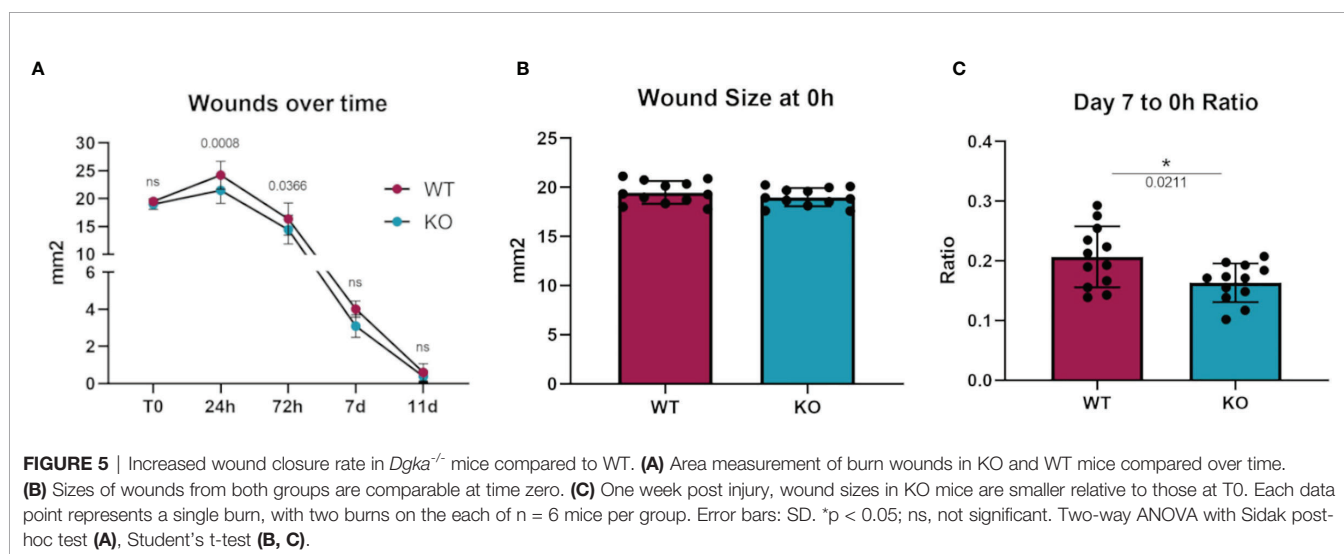 A
Wounds over time
30
25
20
15
10
6
4
2
0
mm2
ns
0.0008
0.0366
ns
ns
WT
KO
T0 24h 72h 7d 11d
B
Wound Size at 0h
25
20
15
10
5
0
mm2
WT KO
C
Day 7 to 0h Ratio
0.4
0.3
0.2
0.1
0.0
Ratio
*
0.0211
WT KO
FIGURE 5 | Increased wound closure rate in Dgka-/- mice compared to WT. (A) Area measurement of burn wounds in KO and WT mice compared over time.
(B) Sizes of wounds from both groups are comparable at time zero. (C) One week post injury, wound sizes in KO mice are smaller relative to those at T0. Each data
point represents a single burn, with two burns on the each of n = 6 mice per group. Error bars: SD. *p < 0.05; ns, not significant. Two-way ANOVA with Sidak post-
hoc test (A), Student's t-test (B, C).